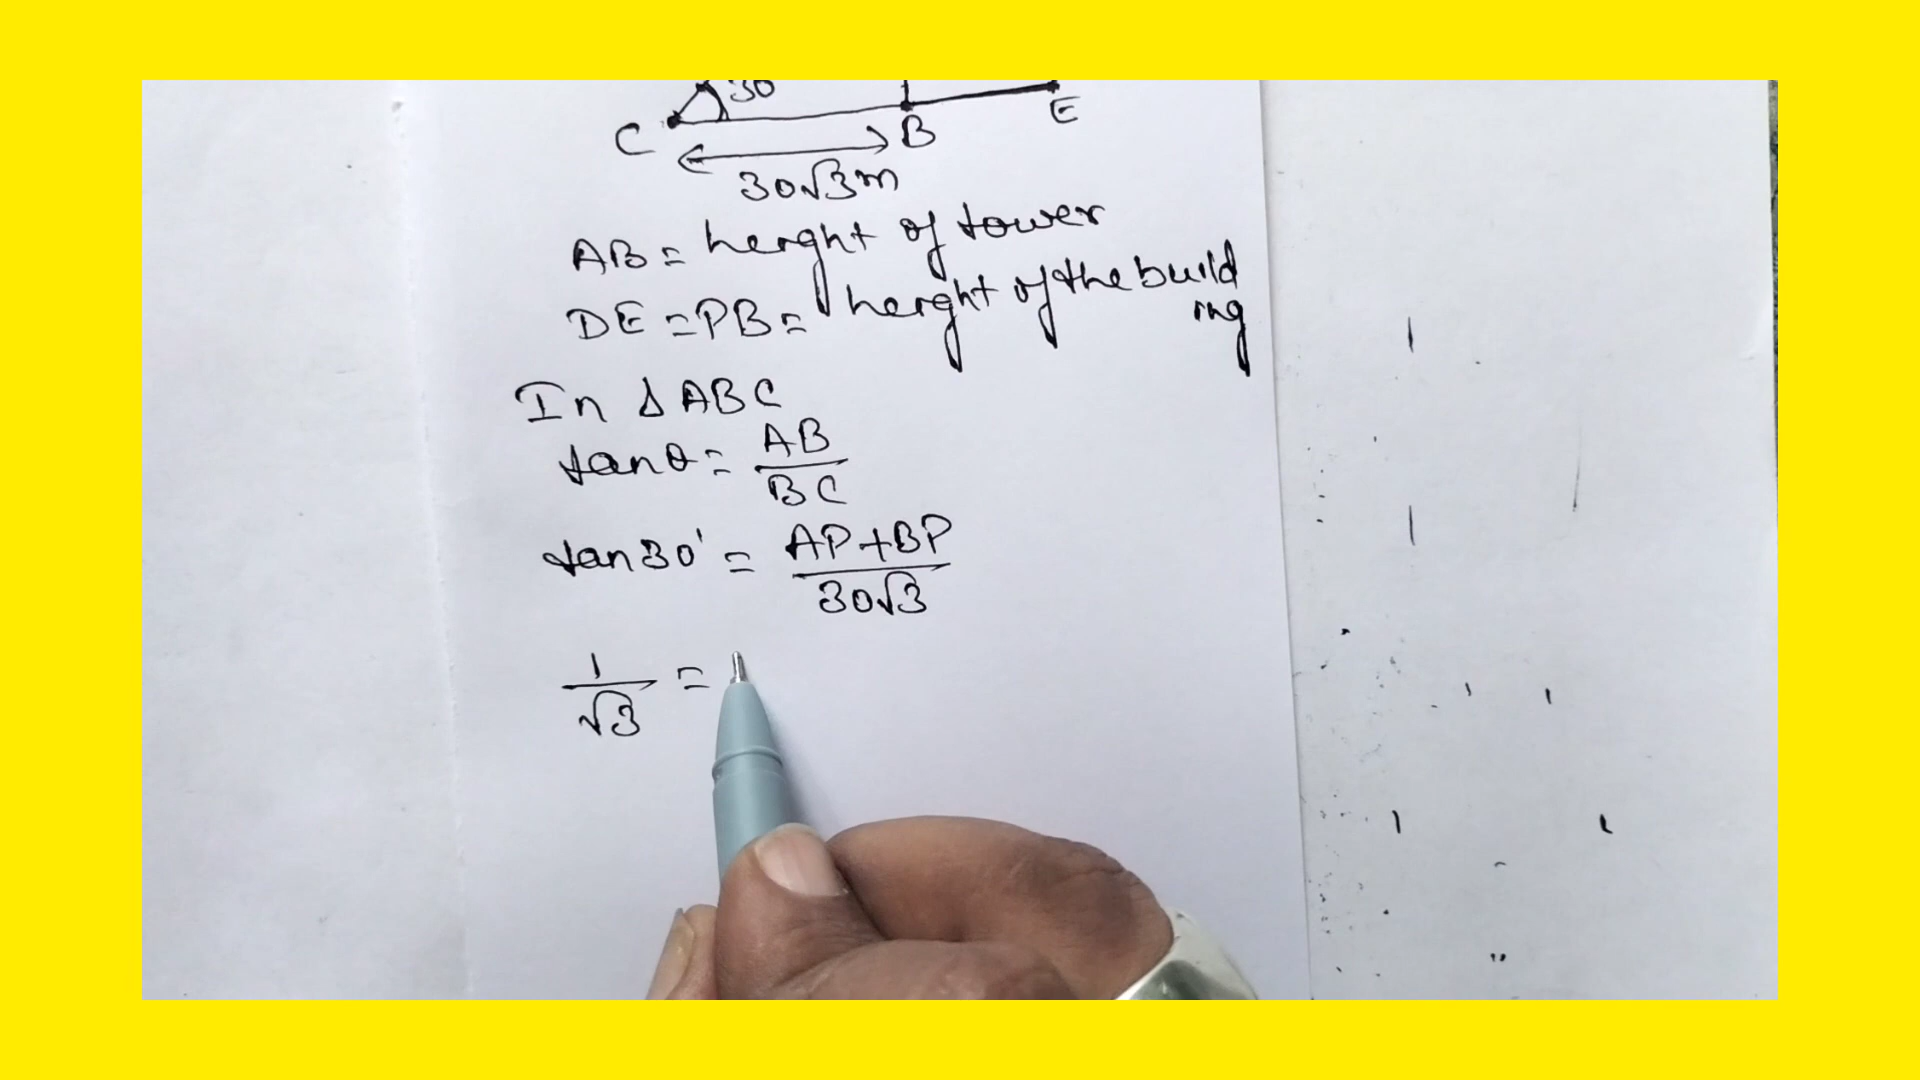 30
C
B
E
30√3m
AB = height of tower
DE = PB = height of the build
ing
In Δ ABC
tanθ = AB/BC
tan30° = AP+BP/30√3
1/√3 =